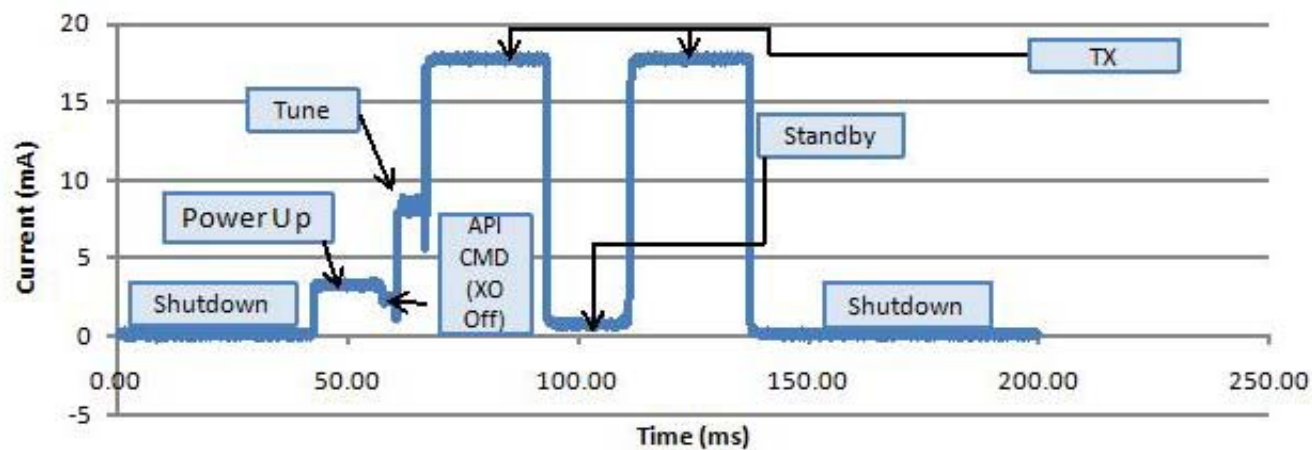 20
TX
15
Tune
Standby
Current (mA)
10
Power Up
API
CMD
(XO
Off)
5
Shutdown
Shutdown
0
0.00 50.00 100.00 150.00 200.00 250.00
-5
Time (ms)